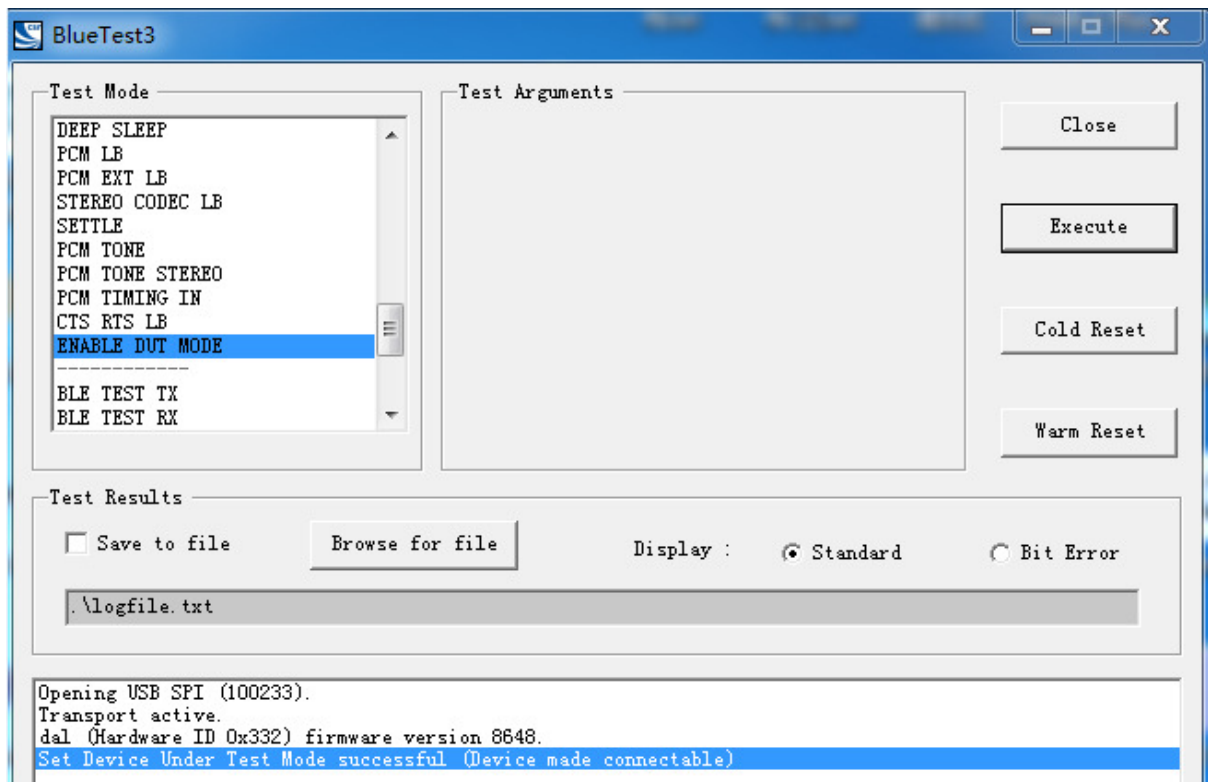 csr
BlueTest3
Test Mode
Test Arguments
DEEP SLEEP
PCM LB
PCM EXT LB
STEREO CODEC LB
SETTLE
PCM TONE
PCM TONE STEREO
PCM TIMING IN
CTS RTS LB
ENABLE DUT MODE
------------
BLE TEST TX
BLE TEST RX
Close
Execute
Cold Reset
Warm Reset
Test Results
Save to file
Browse for file
Display :
Standard
Bit Error
.\logfile.txt
Opening USB SPI (100233).
Transport active.
dal (Hardware ID 0x332) firmware version 8648.
Set Device Under Test Mode successful (Device made connectable)